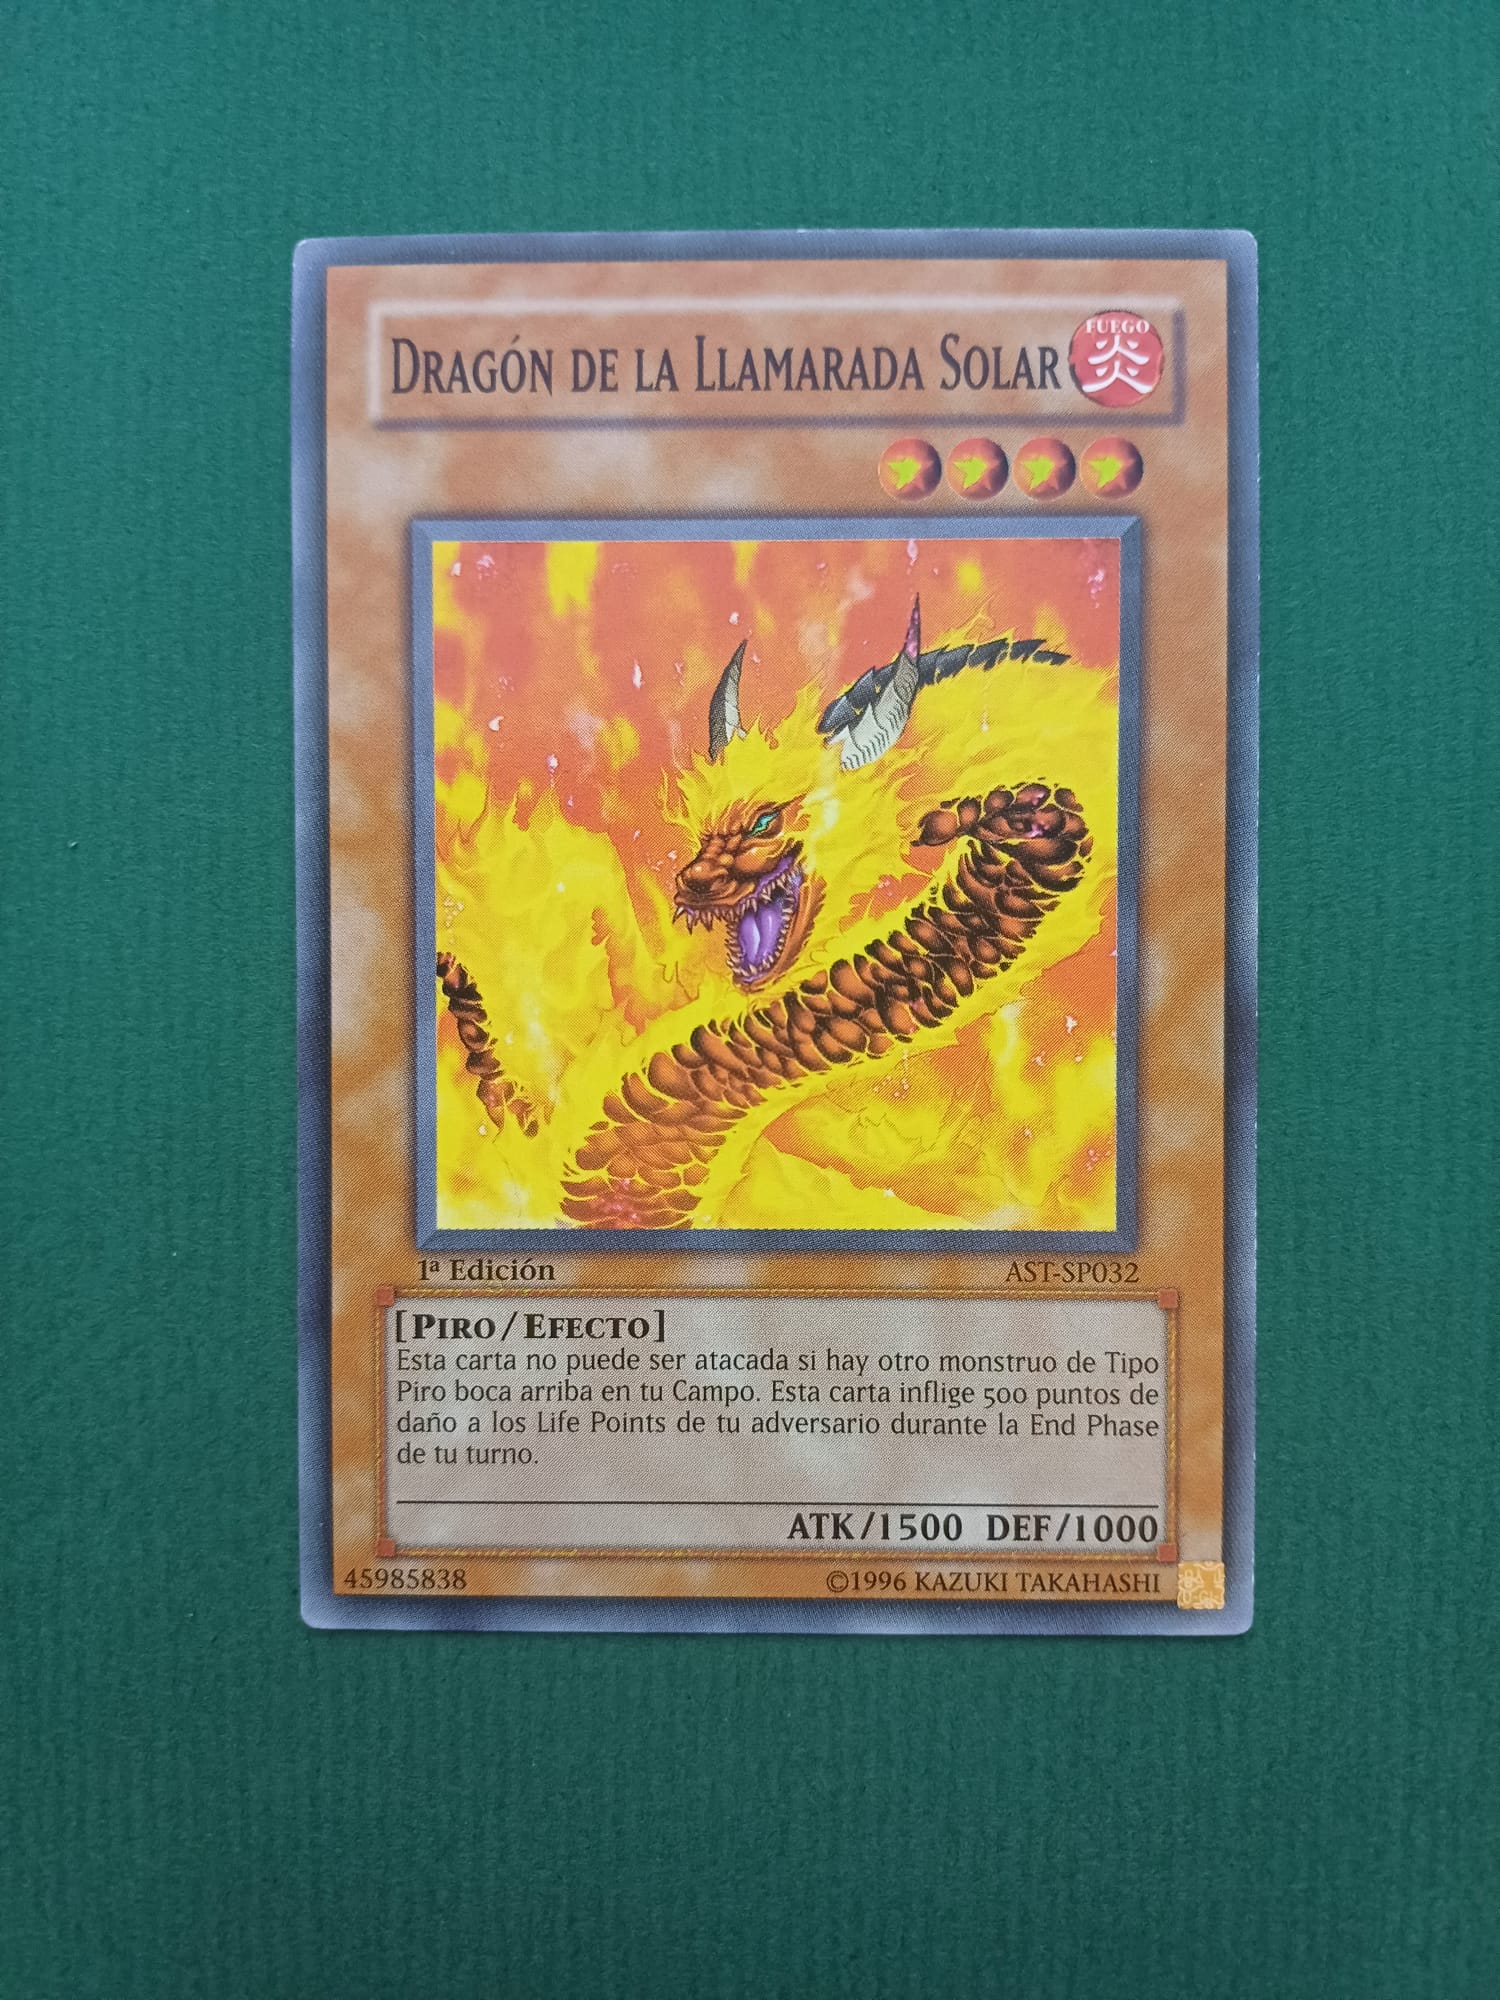 Dragón de la Llamarada Solar
FUEGO
炎
1ª Edición
AST-SP032
[Piro/Efecto]
Esta carta no puede ser atacada si hay otro monstruo de Tipo
Piro boca arriba en tu Campo. Esta carta inflige 500 puntos de
daño a los Life Points de tu adversario durante la End Phase
de tu turno.
ATK/1500 DEF/1000
45985838
©1996 KAZUKI TAKAHASHI